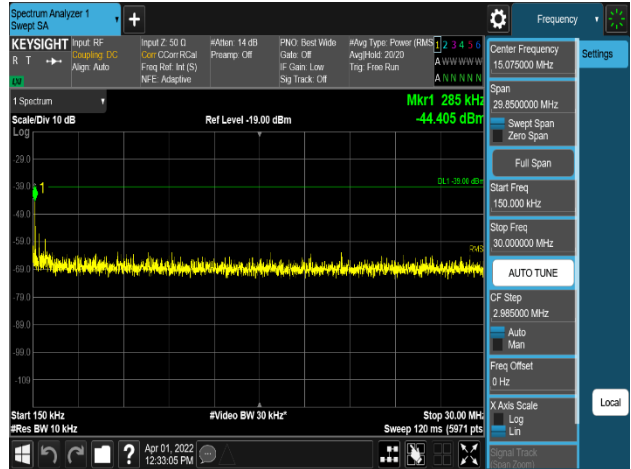 Spectrum Analyzer 1
Swept SA
+
Frequency
KEYSIGHT
R T
LXI
Input: RF
Coupling: DC
Align: Auto
Input Z: 50 Ω
Corr CCorr RCal
Freq Ref: Int (S)
NFE: Adaptive
#Atten: 14 dB
Preamp: Off
PNO: Best Wide
Gate: Off
IF Gain: Low
Sig Track: Off
#Avg Type: Power (RMS
Avg|Hold: 20/20
Trig: Free Run
1 2 3 4 5 6
A W W W W W
A N N N N N
1 Spectrum
Scale/Div 10 dB
Ref Level -19.00 dBm
Mkr1 285 kHz
-44.405 dBm
Log
-29.0
-39.0
-49.0
-59.0
-69.0
-79.0
-89.0
-99.0
-109
1
DL1 -39.00 dBm
RMS
Start 150 kHz
#Res BW 10 kHz
#Video BW 30 kHz*
Stop 30.00 MHz
Sweep 120 ms (5971 pts
Center Frequency
15.075000 MHz
Settings
Span
29.8500000 MHz
Swept Span
Zero Span
Full Span
Start Freq
150.000 kHz
Stop Freq
30.000000 MHz
AUTO TUNE
CF Step
2.985000 MHz
Auto
Man
Freq Offset
0 Hz
X Axis Scale
Log
Lin
Local
Signal Track
(Span Zoom)
?
Apr 01, 2022
12:33:05 PM